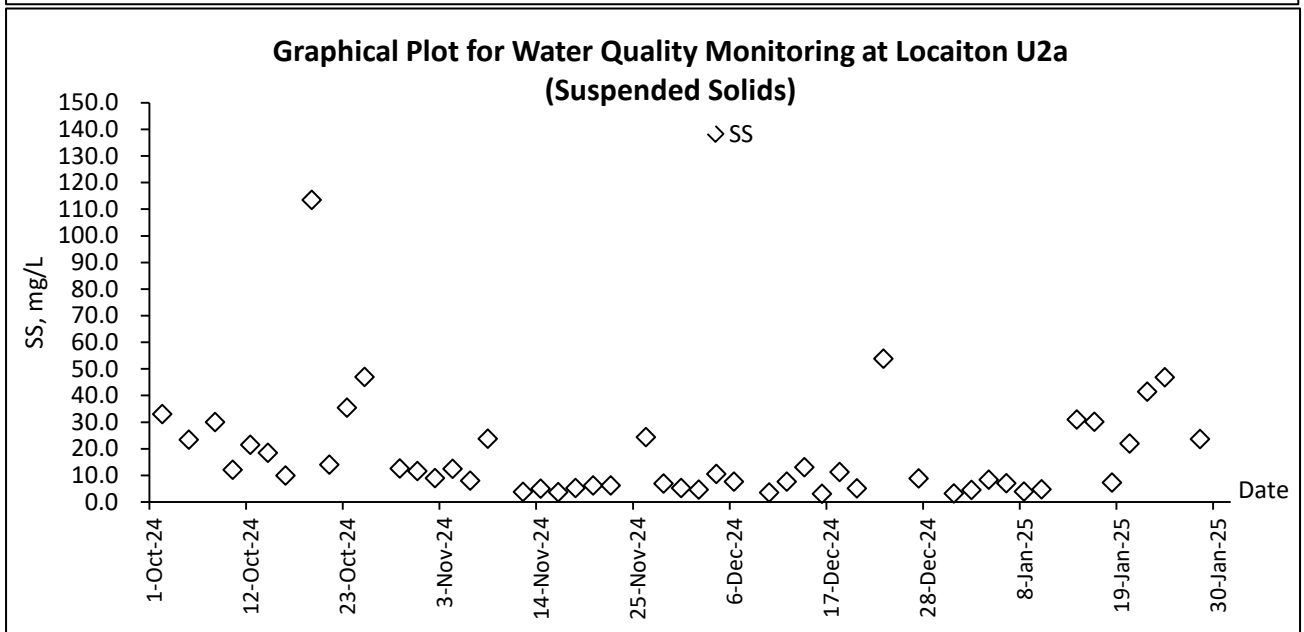 Graphical Plot for Water Quality Monitoring at Locaiton U2a
(Suspended Solids)
SS
150.0
140.0
130.0
120.0
110.0
100.0
90.0
80.0
70.0
60.0
50.0
40.0
30.0
20.0
10.0
0.0
SS, mg/L
Date
1-Oct-24
12-Oct-24
23-Oct-24
3-Nov-24
14-Nov-24
25-Nov-24
6-Dec-24
17-Dec-24
28-Dec-24
8-Jan-25
19-Jan-25
30-Jan-25